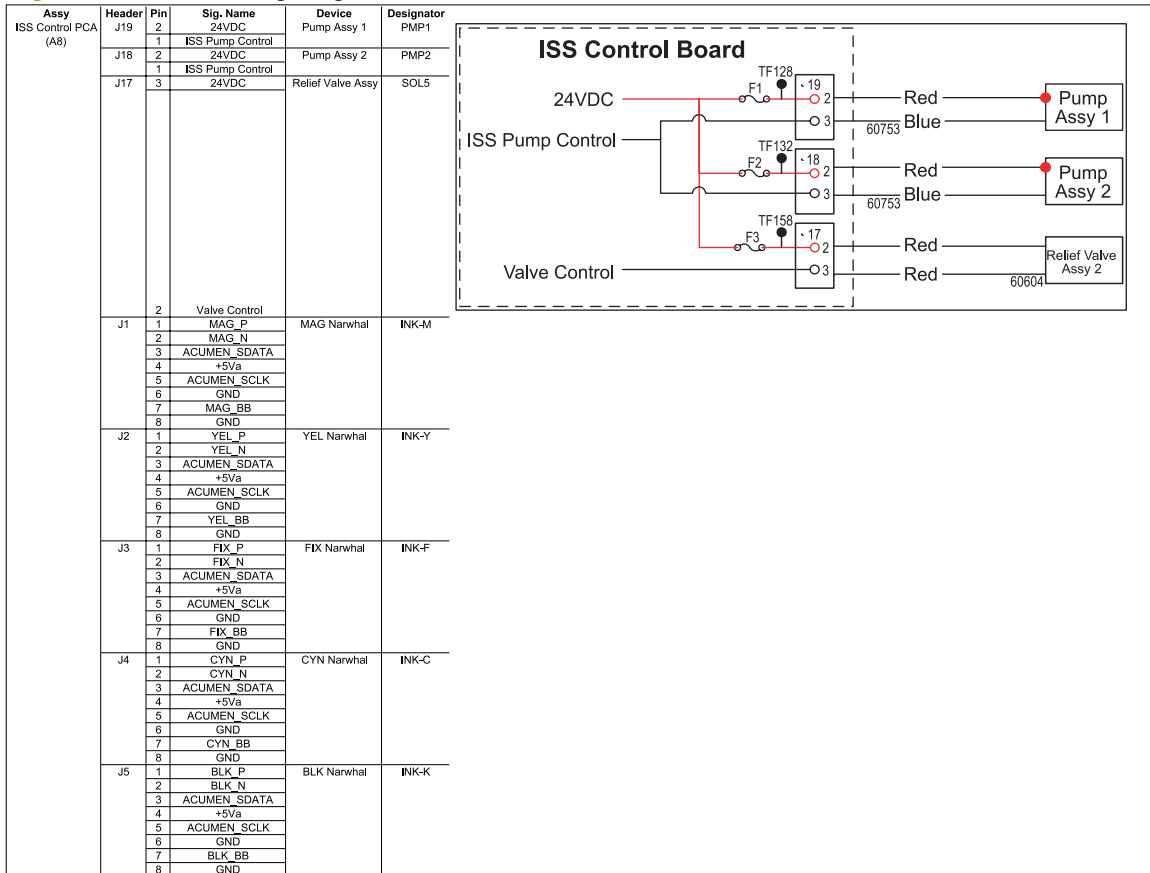 Assy Header Pin Sig. Name Device Designator
ISS Control PCA J19 2 24VDC Pump Assy 1 PMP1
(A8) 1 ISS Pump Control
J18 2 24VDC Pump Assy 2 PMP2
1 ISS Pump Control
J17 3 24VDC Relief Valve Assy SOL5
2 Valve Control
J1 1 MAG_P MAG Narwhal INK-M
2 MAG_N
3 ACUMEN_SDATA
4 +5Va
5 ACUMEN_SCLK
6 GND
7 MAG_BB
8 GND
J2 1 YEL_P YEL Narwhal INK-Y
2 YEL_N
3 ACUMEN_SDATA
4 +5Va
5 ACUMEN_SCLK
6 GND
7 YEL_BB
8 GND
J3 1 FIX_P FIX Narwhal INK-F
2 FIX_N
3 ACUMEN_SDATA
4 +5Va
5 ACUMEN_SCLK
6 GND
7 FIX_BB
8 GND
J4 1 CYN_P CYN Narwhal INK-C
2 CYN_N
3 ACUMEN_SDATA
4 +5Va
5 ACUMEN_SCLK
6 GND
7 CYN_BB
8 GND
J5 1 BLK_P BLK Narwhal INK-K
2 BLK_N
3 ACUMEN_SDATA
4 +5Va
5 ACUMEN_SCLK
6 GND
7 BLK_BB
8 GND
ISS Control Board
TF128
24VDC F1 19 2 Red Pump
3 60753 Blue Assy 1
ISS Pump Control
TF132
F2 18 2 Red Pump
3 60753 Blue Assy 2
TF158
F3 17 2 Red Relief Valve
Valve Control 3 Red 60604 Assy 2